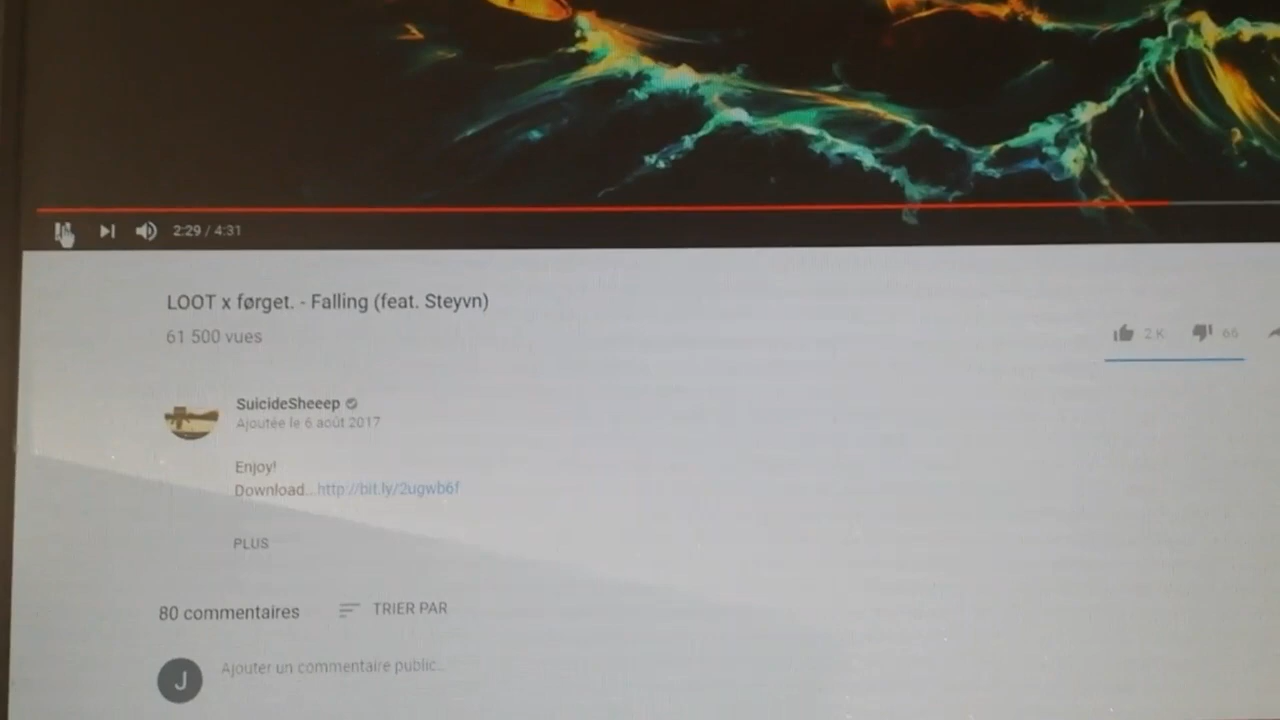 2:29 / 4:31
LOOT x førget. - Falling (feat. Steyvn)
61 500 vues
2 K 66
SuicideSheeep
Ajoutée le 6 août 2017
Enjoy!
Download...http://bit.ly/2ugwb6f
PLUS
80 commentaires TRIER PAR
J Ajouter un commentaire public...